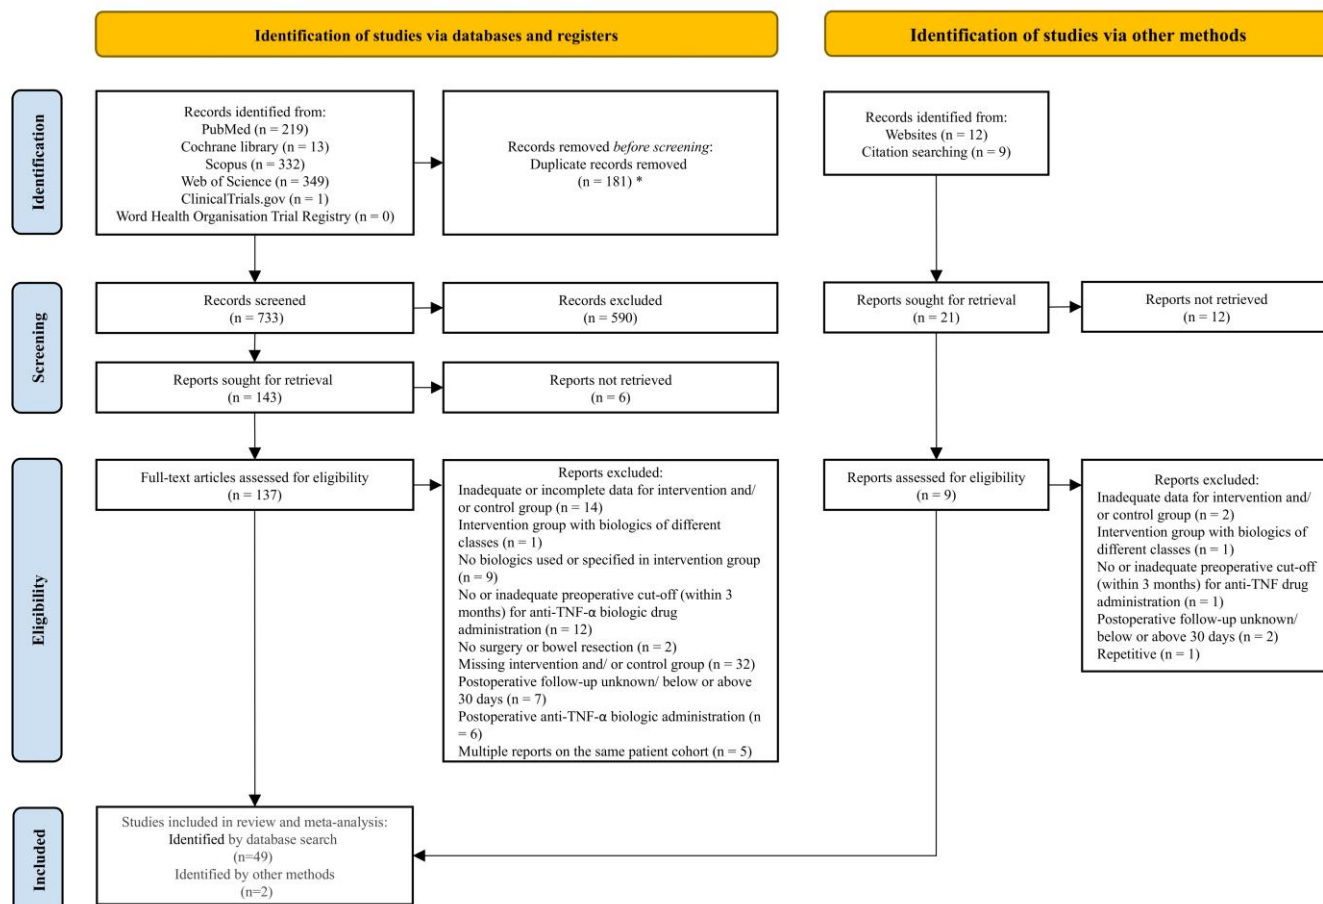 Identification of studies via databases and registers
Identification of studies via other methods
Identification
Records identified from:
PubMed (n = 219)
Cochrane library (n = 13)
Scopus (n = 332)
Web of Science (n = 349)
ClinicalTrials.gov (n = 1)
Word Health Organisation Trial Registry (n = 0)
Records removed before screening:
Duplicate records removed
(n = 181) *
Records identified from:
Websites (n = 12)
Citation searching (n = 9)
Screening
Records screened
(n = 733)
Records excluded
(n = 590)
Reports sought for retrieval
(n = 21)
Reports not retrieved
(n = 12)
Reports sought for retrieval
(n = 143)
Reports not retrieved
(n = 6)
Eligibility
Full-text articles assessed for eligibility
(n = 137)
Reports excluded:
Inadequate or incomplete data for intervention and/
or control group (n = 14)
Intervention group with biologics of different
classes (n = 1)
No biologics used or specified in intervention group
(n = 9)
No or inadequate preoperative cut-off (within 3
months) for anti-TNF-α biologic drug
administration (n = 12)
No surgery or bowel resection (n = 2)
Missing intervention and/ or control group (n = 32)
Postoperative follow-up unknown/ below or above
30 days (n = 7)
Postoperative anti-TNF-α biologic administration (n
= 6)
Multiple reports on the same patient cohort (n = 5)
Reports assessed for eligibility
(n = 9)
Reports excluded:
Inadequate data for intervention and/
or control group (n = 2)
Intervention group with biologics of
different classes (n = 1)
No or inadequate preoperative cut-off
(within 3 months) for anti-TNF drug
administration (n = 1)
Postoperative follow-up unknown/
below or above 30 days (n = 2)
Repetitive (n = 1)
Included
Studies included in review and meta-analysis:
Identified by database search
(n=49)
Identified by other methods
(n=2)